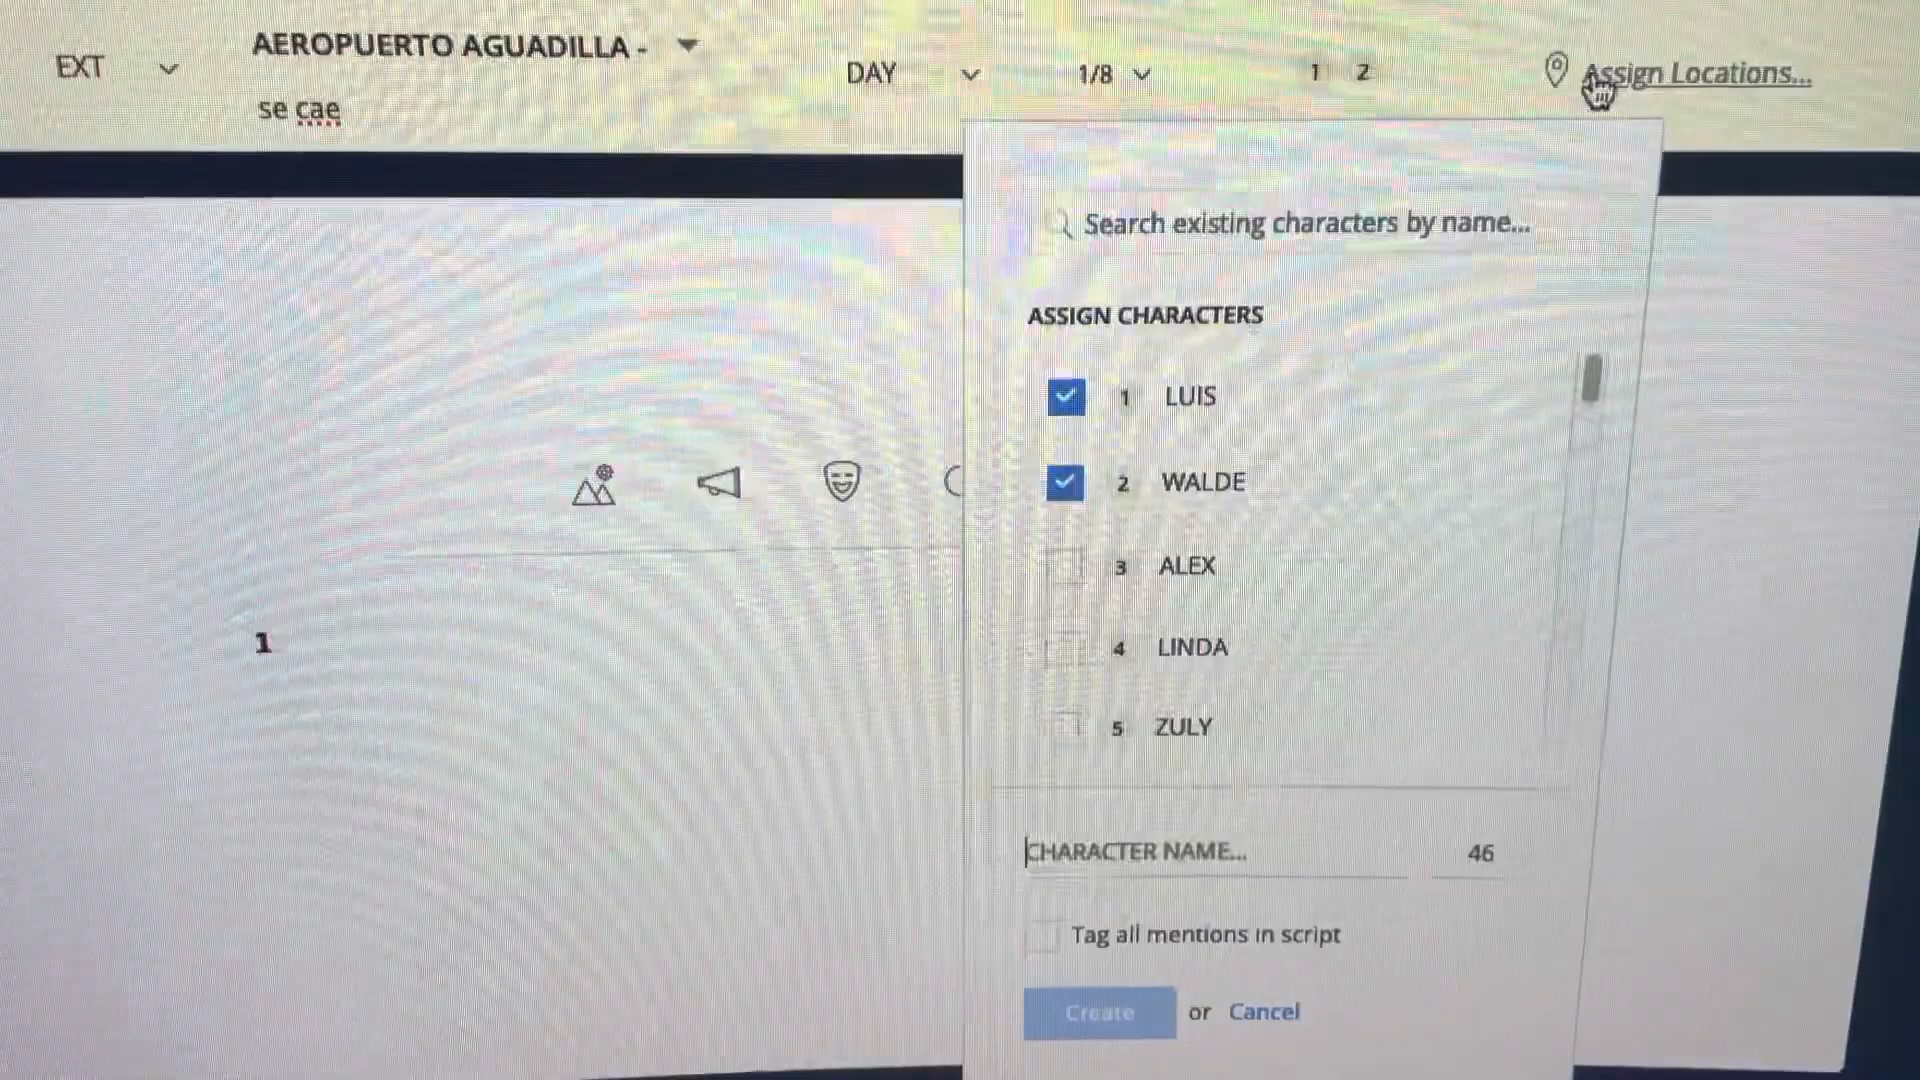 EXT
AEROPUERTO AGUADILLA -
se cae
DAY
1/8
1 2
Assign Locations...
Search existing characters by name...
ASSIGN CHARACTERS
1 LUIS
2 WALDE
3 ALEX
4 LINDA
5 ZULY
1
CHARACTER NAME...
46
Tag all mentions in script
Create or Cancel